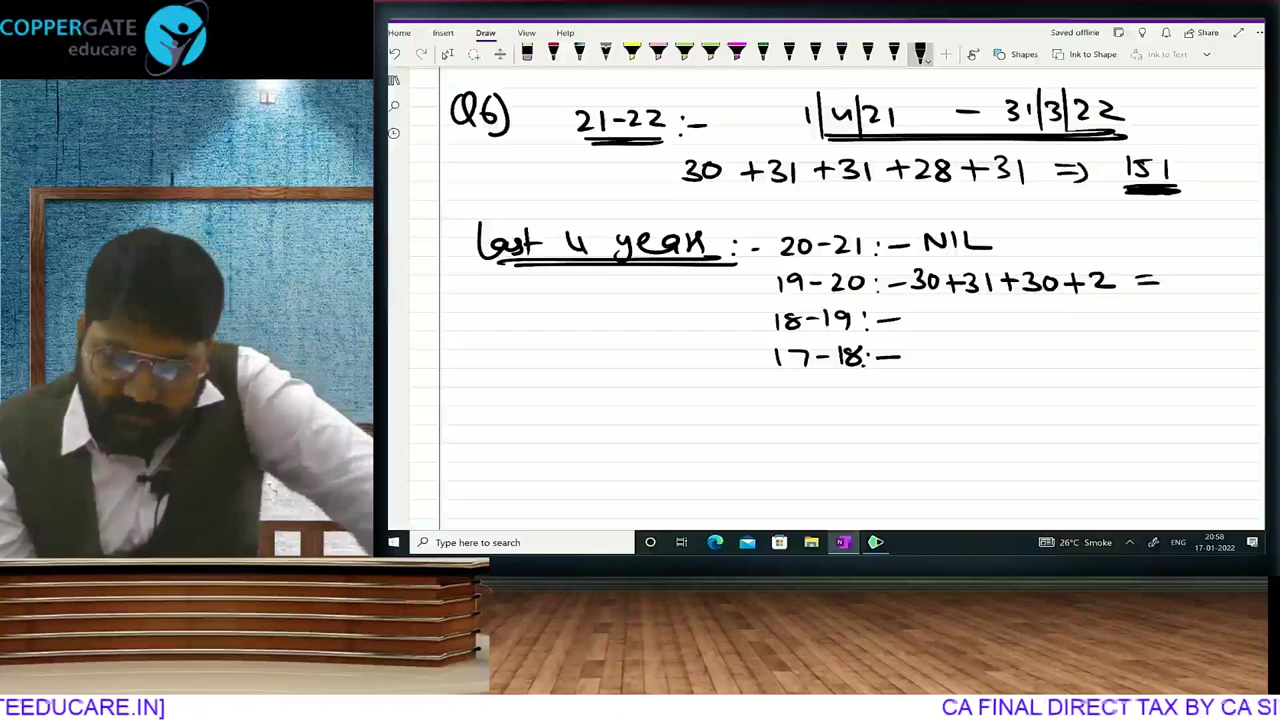 COPPERGATE
educare
Home Insert Draw View Help
Saved offline
Share
Shapes
Ink to Shape
Ink to Text
Q6) 21-22 :- 1/4/21 - 31/3/22
30 +31 +31 +28 +31 => 151
Last 4 year :- 20-21 :- NIL
19-20 :- 30+31+30+2 =
18-19 :-
17-18 :-
Type here to search
26°C Smoke
ENG
20:58
17-01-2022
TEEDUCARE.IN]
CA FINAL DIRECT TAX BY CA SI